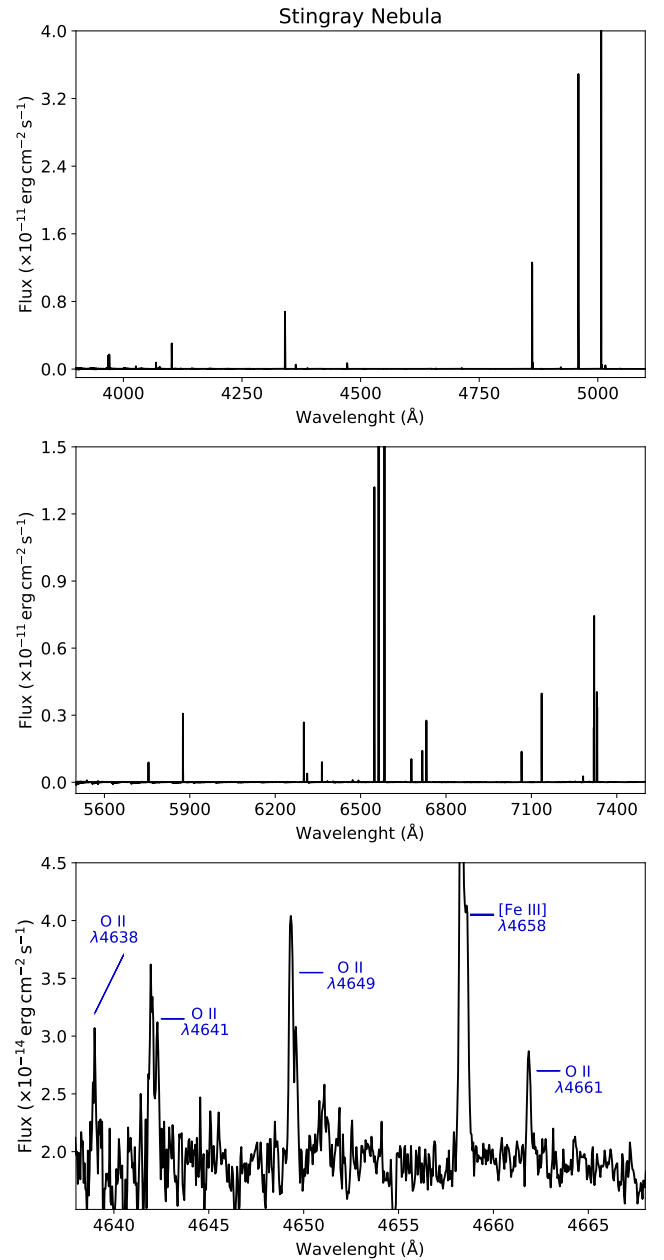 Stingray Nebula
4.0
3.2
2.4
1.6
0.8
0.0
Flux (×10⁻¹¹ erg cm⁻² s⁻¹)
4000 4250 4500 4750 5000
Wavelenght (Å)
1.5
1.2
0.9
0.6
0.3
0.0
Flux (×10⁻¹¹ erg cm⁻² s⁻¹)
5600 5900 6200 6500 6800 7100 7400
Wavelenght (Å)
4.5
4.0
3.5
3.0
2.5
2.0
Flux (×10⁻¹⁴ erg cm⁻² s⁻¹)
O II
λ4638
O II
λ4641
O II
λ4649
[Fe III]
λ4658
O II
λ4661
4640 4645 4650 4655 4660 4665
Wavelenght (Å)